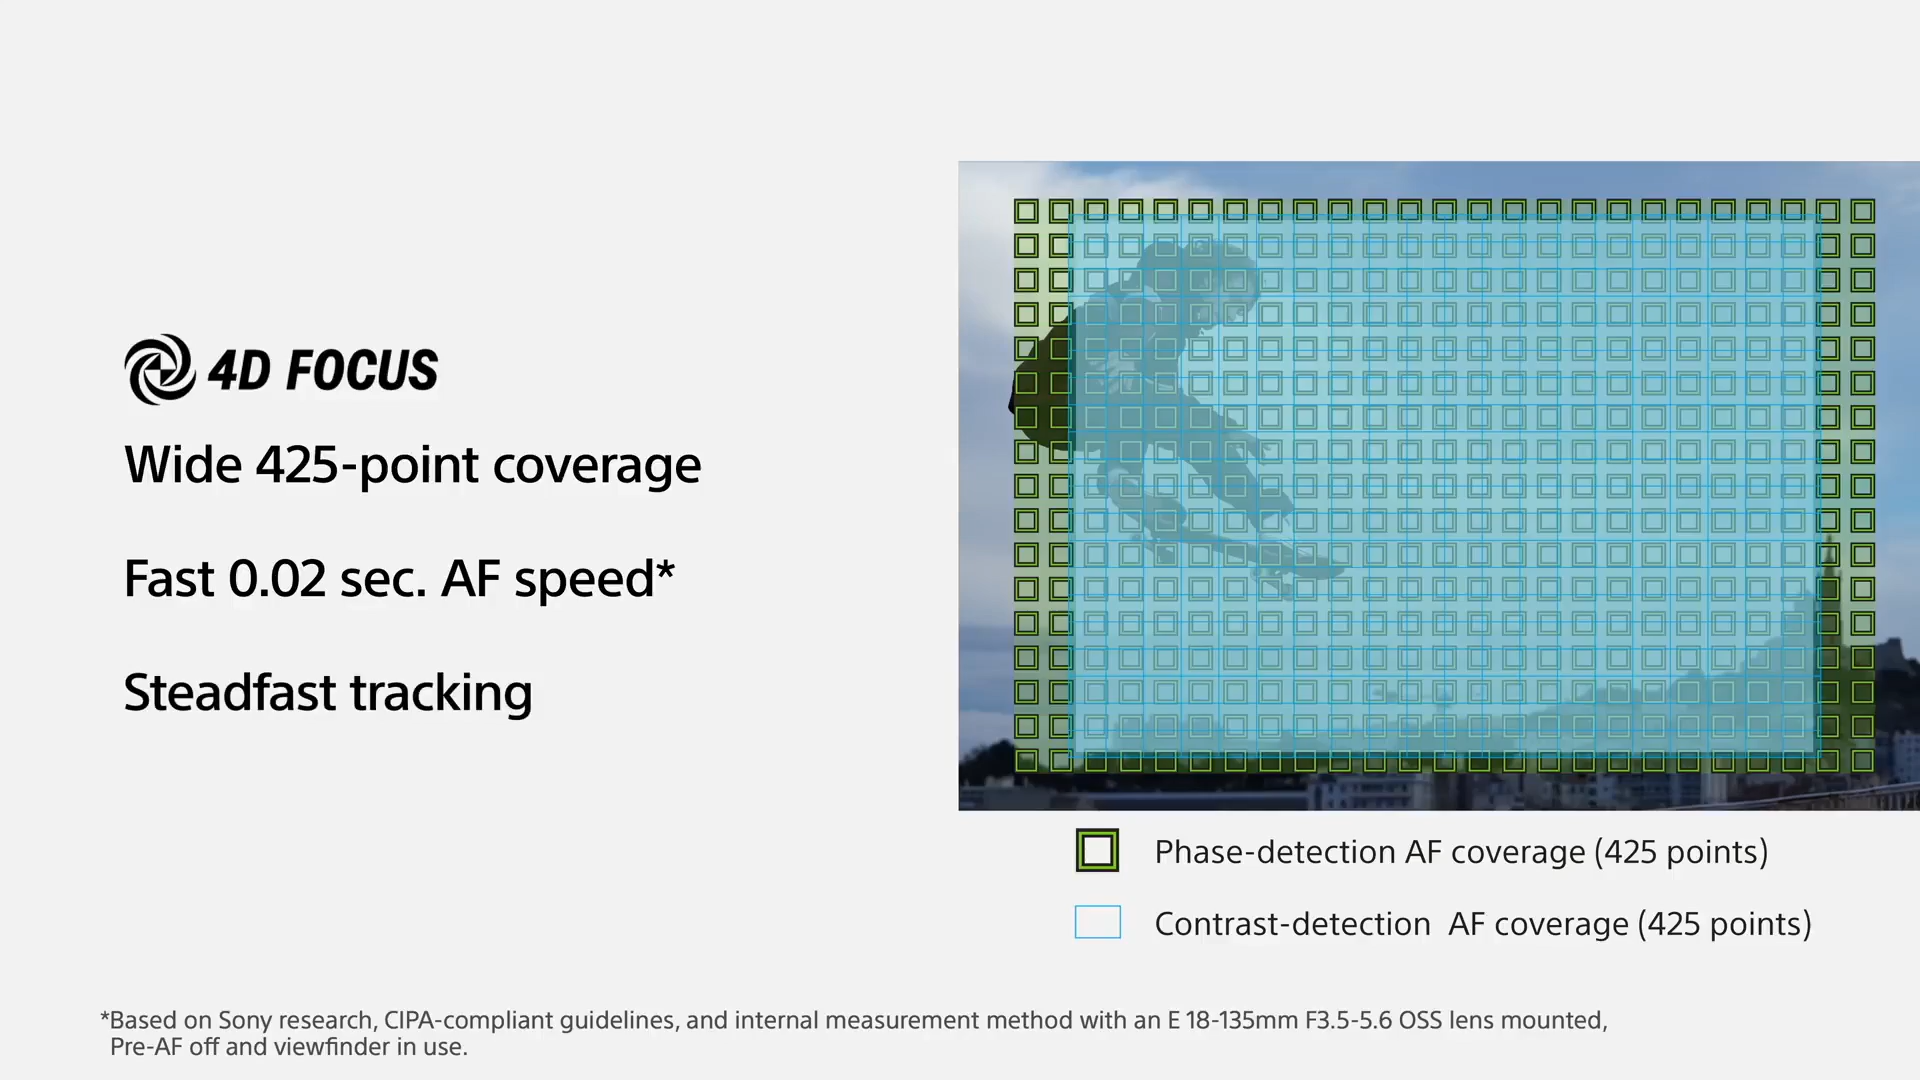 4D FOCUS
Wide 425-point coverage
Fast 0.02 sec. AF speed*
Steadfast tracking
Phase-detection AF coverage (425 points)
Contrast-detection AF coverage (425 points)
*Based on Sony research, CIPA-compliant guidelines, and internal measurement method with an E 18-135mm F3.5-5.6 OSS lens mounted,
Pre-AF off and viewfinder in use.